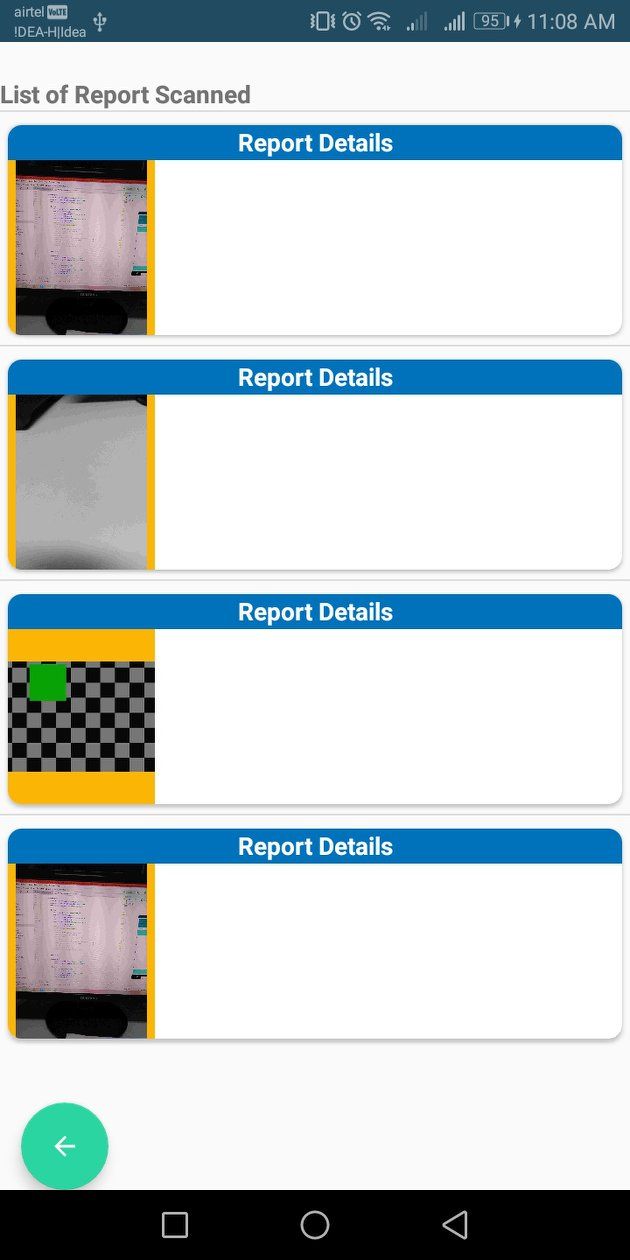 airtel VoLTE
!DEA-H|Idea
95 11:08 AM
List of Report Scanned
Report Details
Report Details
Report Details
Report Details